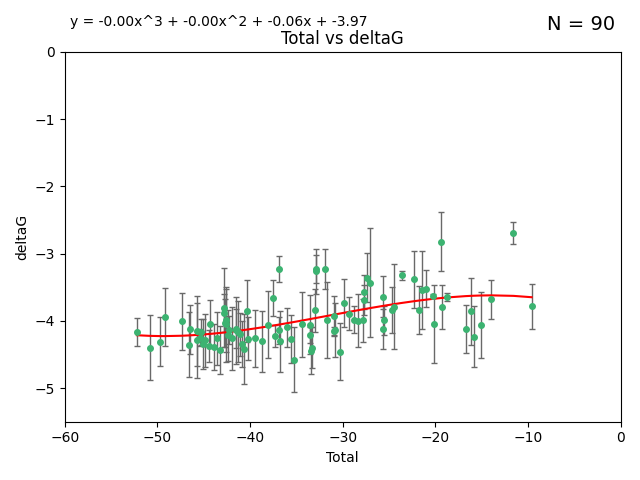 y = -0.00x^3 + -0.00x^2 + -0.06x + -3.97
N = 90
Total vs deltaG
0
−1
−2
−3
−4
−5
deltaG
−60
−50
−40
−30
−20
−10
0
Total